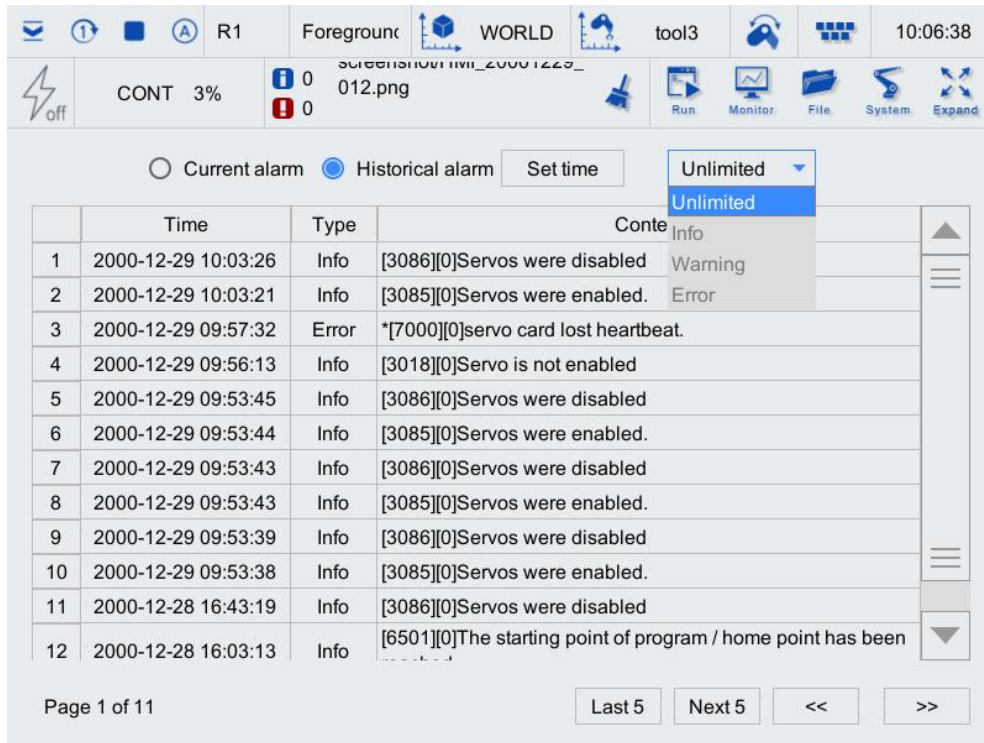 1 A R1 Foregroun WORLD tool3 10:06:38
off CONT 3% i 0 ! 0 screenshot/HMI_20001229_
012.png
Run Monitor File System Expand
Current alarm Historical alarm Set time Unlimited
Unlimited
Info
Warning
Error
Time Type Conte
1 2000-12-29 10:03:26 Info [3086][0]Servos were disabled
2 2000-12-29 10:03:21 Info [3085][0]Servos were enabled.
3 2000-12-29 09:57:32 Error *[7000][0]servo card lost heartbeat.
4 2000-12-29 09:56:13 Info [3018][0]Servo is not enabled
5 2000-12-29 09:53:45 Info [3086][0]Servos were disabled
6 2000-12-29 09:53:44 Info [3085][0]Servos were enabled.
7 2000-12-29 09:53:43 Info [3086][0]Servos were disabled
8 2000-12-29 09:53:43 Info [3085][0]Servos were enabled.
9 2000-12-29 09:53:39 Info [3086][0]Servos were disabled
10 2000-12-29 09:53:38 Info [3085][0]Servos were enabled.
11 2000-12-28 16:43:19 Info [3086][0]Servos were disabled
12 2000-12-28 16:03:13 Info [6501][0]The starting point of program / home point has been
Page 1 of 11 Last 5 Next 5 << >>